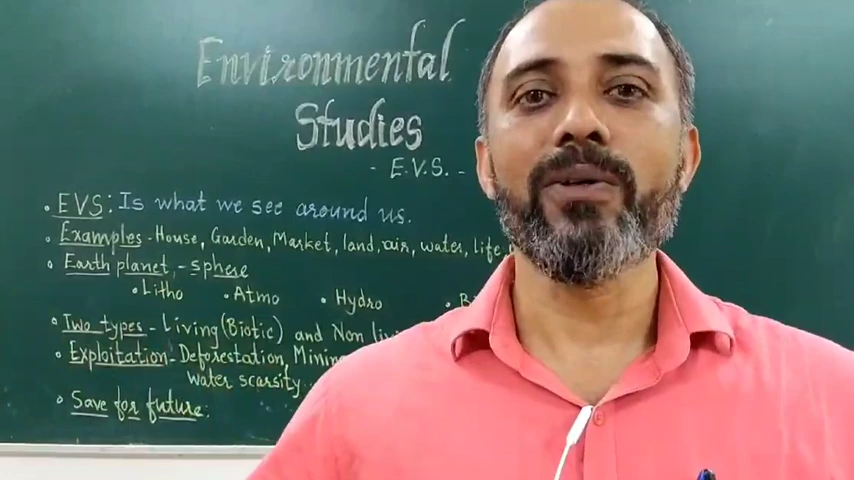 Environmental
Studies
- E.V.S. -
• EVS: Is what we see around us.
• Examples - House, Garden, Market, land, air, water, life
• Earth planet, - sphere
• Litho • Atmo • Hydro •
• Two types - Living (Biotic) and Non
• Exploitation - Deforestation, Mining
Water scarsity
• Save for future